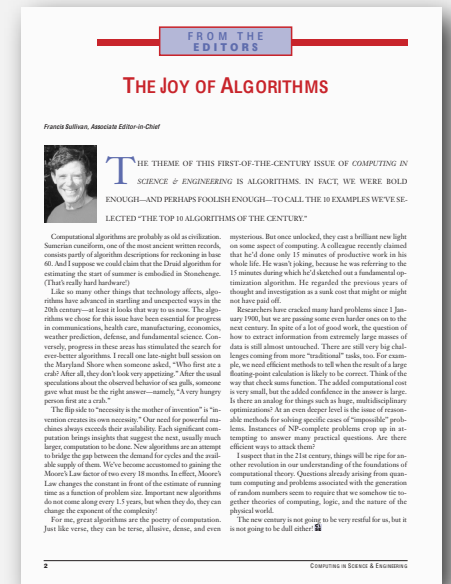 FROM THE
EDITORS
THE JOY OF ALGORITHMS
Francis Sullivan, Associate Editor-in-Chief
THE THEME OF THIS FIRST-OF-THE-CENTURY ISSUE OF COMPUTING IN
SCIENCE & ENGINEERING IS ALGORITHMS. IN FACT, WE WERE BOLD
ENOUGH—AND PERHAPS FOOLISH ENOUGH—TO CALL THE 10 EXAMPLES WE'VE SE-
LECTED "THE TOP 10 ALGORITHMS OF THE CENTURY."
Computational algorithms are probably as old as civilization.
Sumerian cuneiform, one of the most ancient written records,
consists partly of algorithm descriptions for reckoning in base
60. And I suppose we could claim that the Druid algorithm for
estimating the start of summer is embodied in Stonehenge.
(That's really hard hardware!)
Like so many other things that technology affects, algo-
rithms have advanced in startling and unexpected ways in the
20th century—at least it looks that way to us now. The algo-
rithms we chose for this issue have been essential for progress
in communications, health care, manufacturing, economics,
weather prediction, defense, and fundamental science. Con-
versely, progress in these areas has stimulated the search for
ever-better algorithms. I recall one late-night bull session on
the Maryland Shore when someone asked, "Who first ate a
crab? After all, they don't look very appetizing." After the usual
speculations about the observed behavior of sea gulls, someone
gave what must be the right answer—namely, "A very hungry
person first ate a crab."
The flip side to "necessity is the mother of invention" is "in-
vention creates its own necessity." Our need for powerful ma-
chines always exceeds their availability. Each significant com-
putation brings insights that suggest the next, usually much
larger, computation to be done. New algorithms are an attempt
to bridge the gap between the demand for cycles and the avail-
able supply of them. We've become accustomed to gaining the
Moore's Law factor of two every 18 months. In effect, Moore's
Law changes the constant in front of the estimate of running
time as a function of problem size. Important new algorithms
do not come along every 1.5 years, but when they do, they can
change the exponent of the complexity!
For me, great algorithms are the poetry of computation.
Just like verse, they can be terse, allusive, dense, and even
mysterious. But once unlocked, they cast a brilliant new light
on some aspect of computing. A colleague recently claimed
that he'd done only 15 minutes of productive work in his
whole life. He wasn't joking, because he was referring to the
15 minutes during which he'd sketched out a fundamental op-
timization algorithm. He regarded the previous years of
thought and investigation as a sunk cost that might or might
not have paid off.
Researchers have cracked many hard problems since 1 Jan-
uary 1900, but we are passing some even harder ones on to the
next century. In spite of a lot of good work, the question of
how to extract information from extremely large masses of
data is still almost untouched. There are still very big chal-
lenges coming from more "traditional" tasks, too. For exam-
ple, we need efficient methods to tell when the result of a large
floating-point calculation is likely to be correct. Think of the
way that check sums function. The added computational cost
is very small, but the added confidence in the answer is large.
Is there an analog for things such as huge, multidisciplinary
optimizations? At an even deeper level is the issue of reason-
able methods for solving specific cases of "impossible" prob-
lems. Instances of NP-complete problems crop up in at-
tempting to answer many practical questions. Are there
efficient ways to attack them?
I suspect that in the 21st century, things will be ripe for an-
other revolution in our understanding of the foundations of
computational theory. Questions already arising from quan-
tum computing and problems associated with the generation
of random numbers seem to require that we somehow tie to-
gether theories of computing, logic, and the nature of the
physical world.
The new century is not going to be very restful for us, but it
is not going to be dull either!
2
COMPUTING IN SCIENCE & ENGINEERING